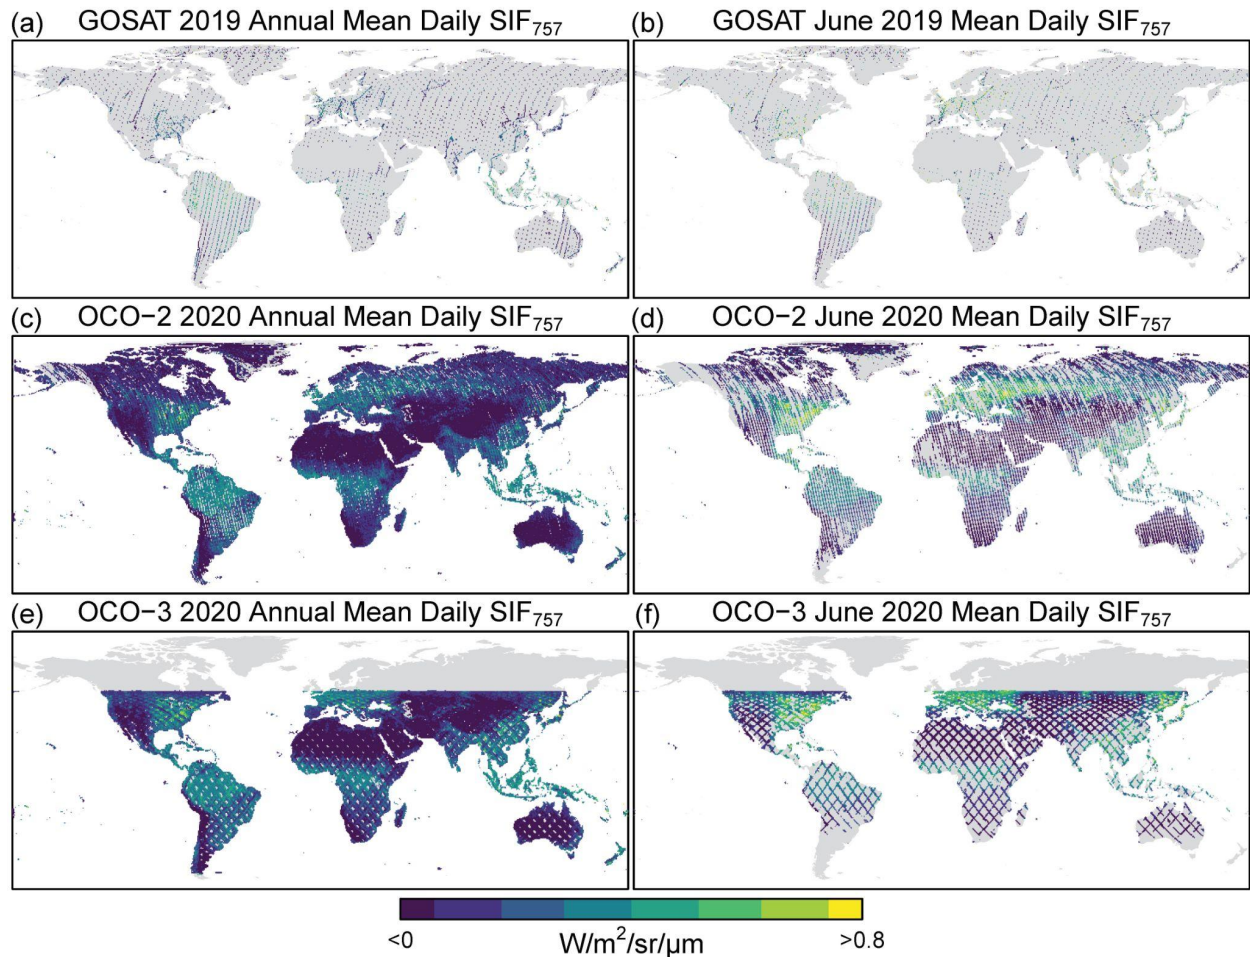 (a) GOSAT 2019 Annual Mean Daily SIF₇₅₇
(b) GOSAT June 2019 Mean Daily SIF₇₅₇
(c) OCO−2 2020 Annual Mean Daily SIF₇₅₇
(d) OCO−2 June 2020 Mean Daily SIF₇₅₇
(e) OCO−3 2020 Annual Mean Daily SIF₇₅₇
(f) OCO−3 June 2020 Mean Daily SIF₇₅₇
<0 W/m²/sr/μm >0.8